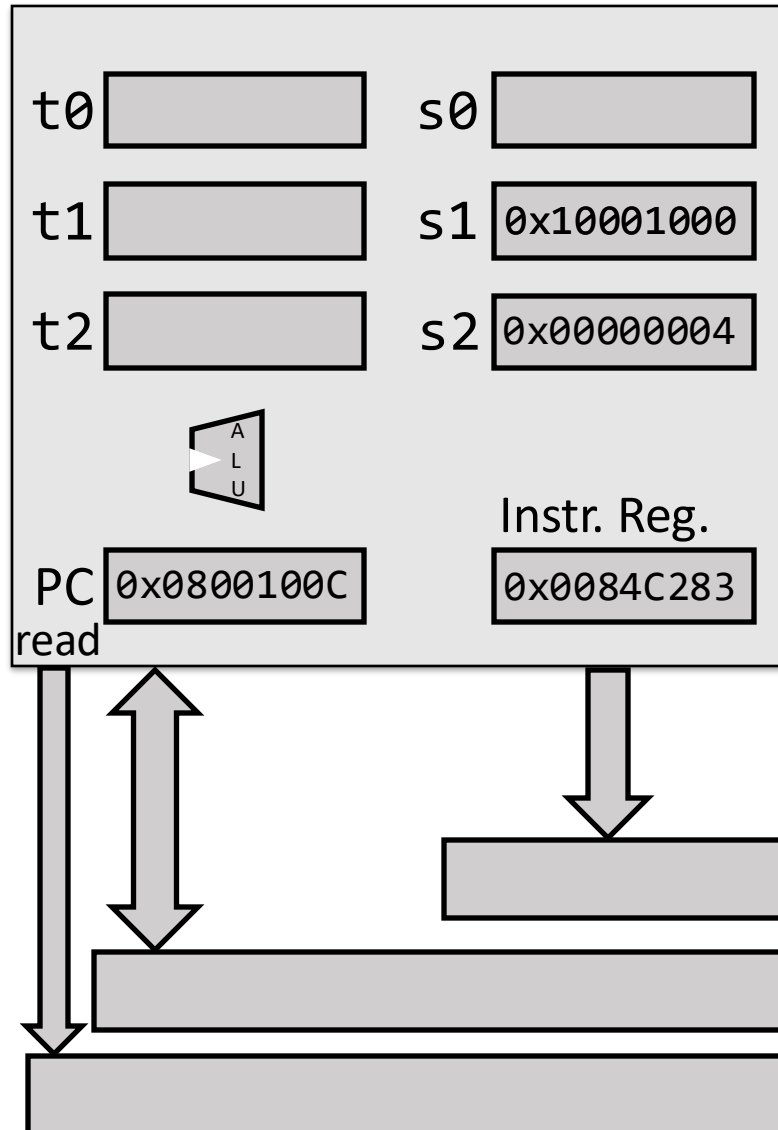 t0 s0
t1 s1 0x10001000
t2 s2 0x00000004
A
L
U
Instr. Reg.
PC 0x0800100C 0x0084C283
read